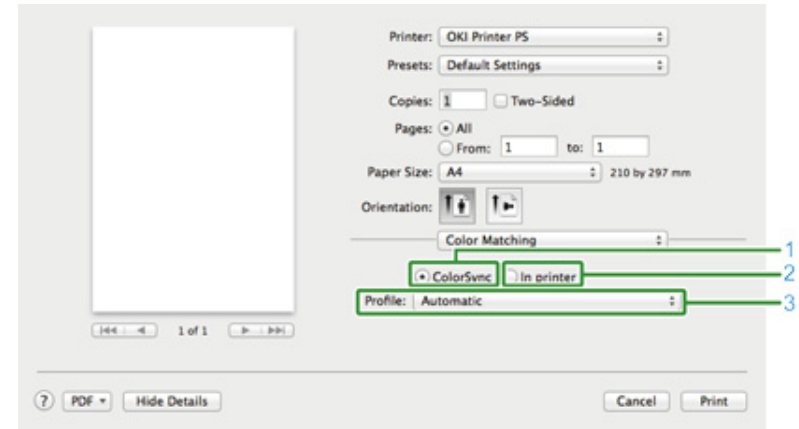 Printer: OKI Printer PS
Presets: Default Settings
Copies: 1 Two-Sided
Pages: All
From: 1 to: 1
Paper Size: A4 210 by 297 mm
Orientation:
Color Matching
1
ColorSync In printer 2
Profile: Automatic 3
1 of 1
? PDF Hide Details Cancel Print